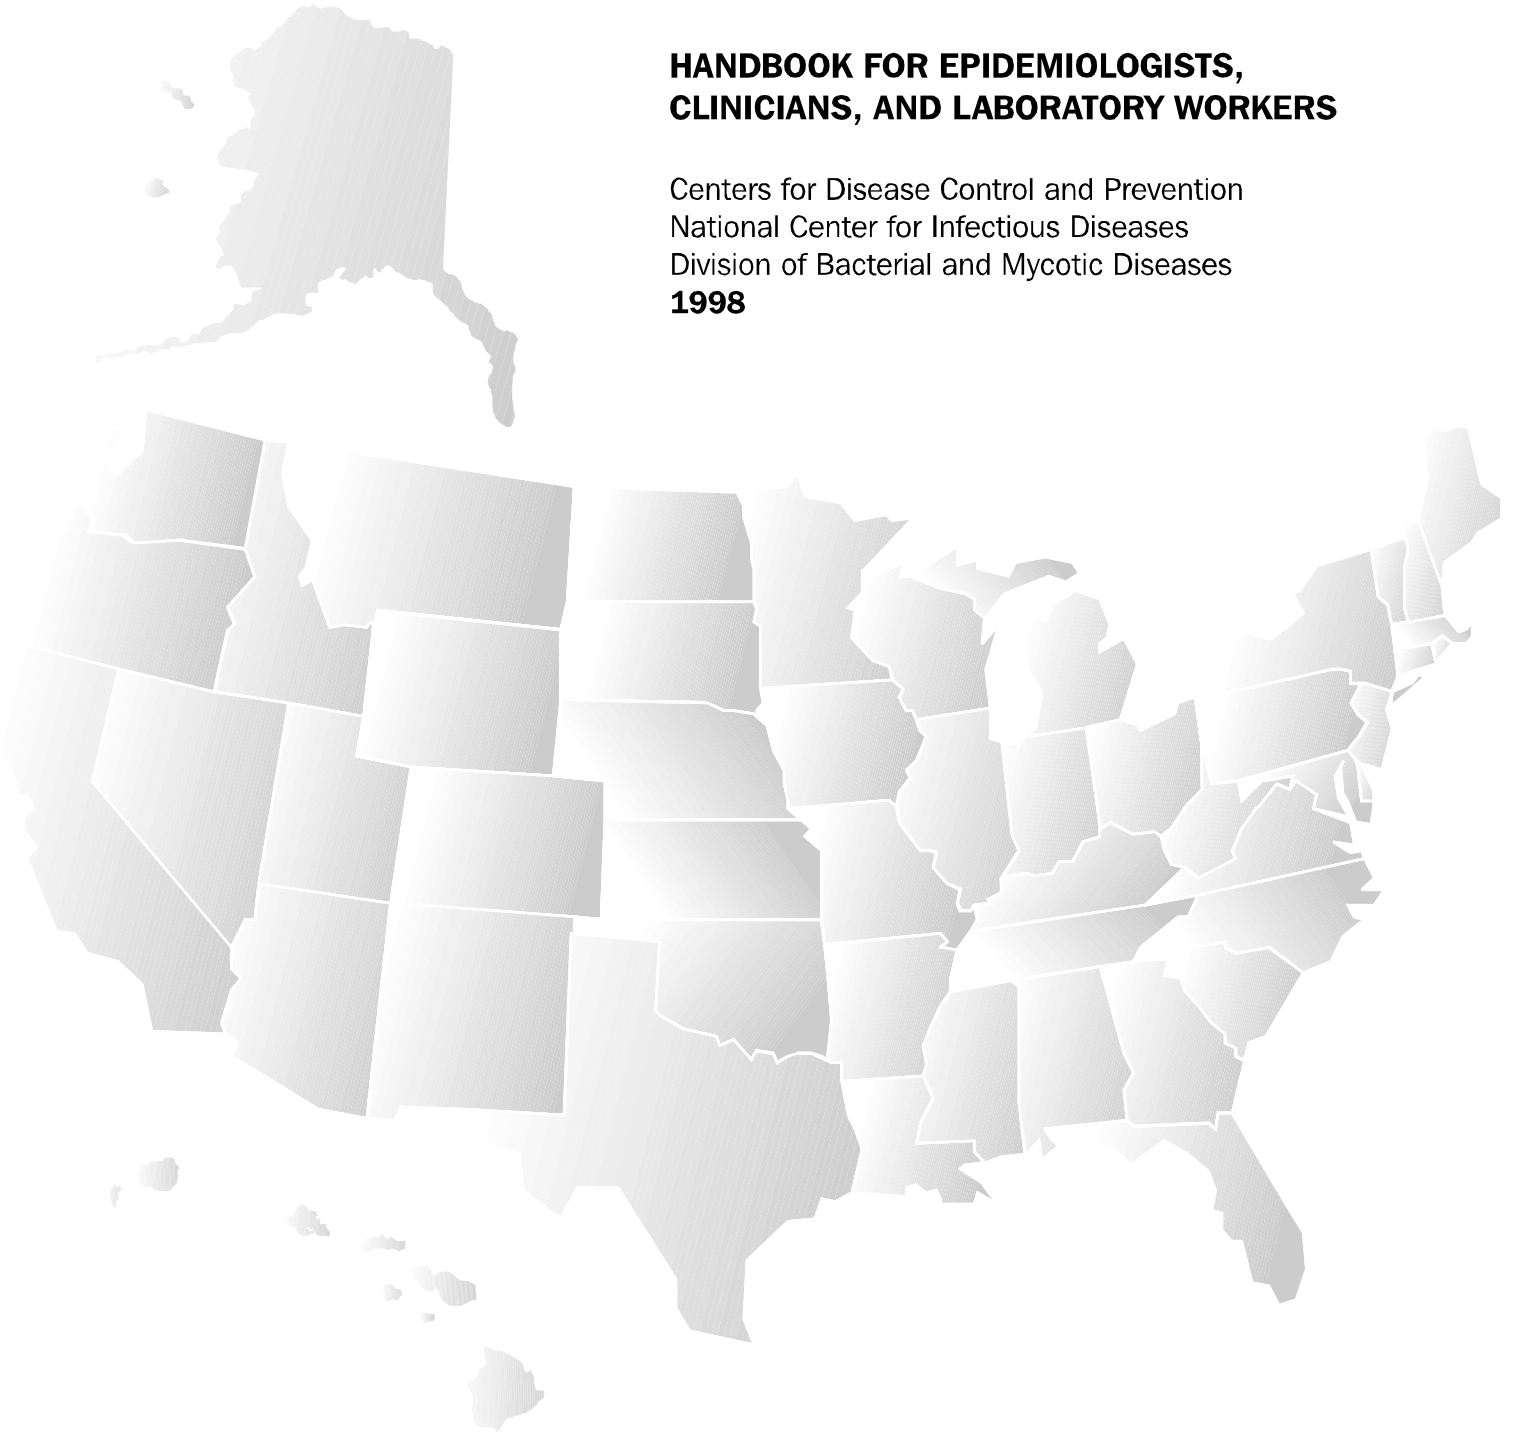 HANDBOOK FOR EPIDEMIOLOGISTS,
CLINICIANS, AND LABORATORY WORKERS
Centers for Disease Control and Prevention
National Center for Infectious Diseases
Division of Bacterial and Mycotic Diseases
1998